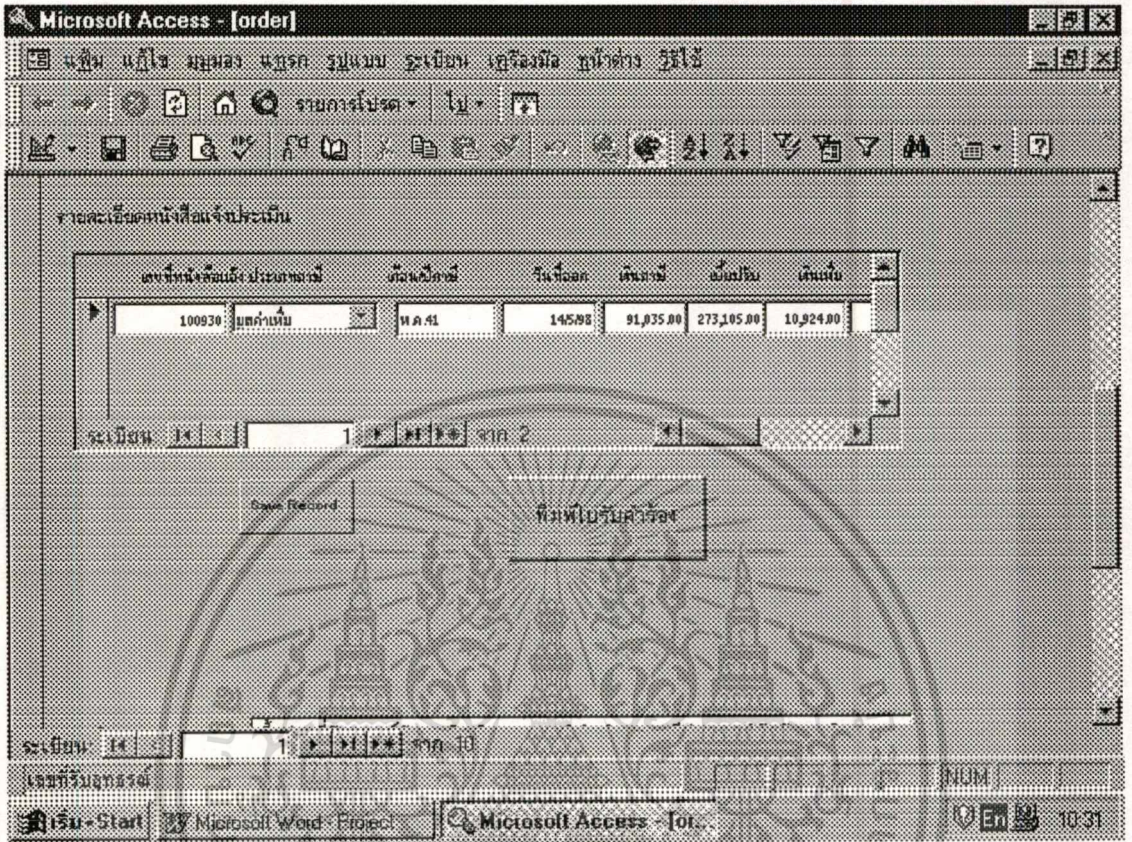 Microsoft Access - [order]
แฟ้ม แก้ไข มุมมอง แทรก รูปแบบ ระเบียน เครื่องมือ หน้าต่าง วิธีใช้
รายการโปรด ไป
รายละเอียดหนังสือแจ้งประเมิน
เลขที่หนังสือแจ้ง ประเภทภาษี เดือน/ปีภาษี วันที่ออก เงินภาษี เบี้ยปรับ เงินเพิ่ม
100930 มูลค่าเพิ่ม พ.ค.41 14/5/98 91,035.00 273,105.00 10,924.00
ระเบียน 1 จาก 2
Save Record พิมพ์ใบรับคำร้อง
ระเบียน: 1 จาก 10
เลขที่รับอุทธรณ์ NUM
เริ่ม-Start Microsoft Word - Project Microsoft Access - [or... En 10:31